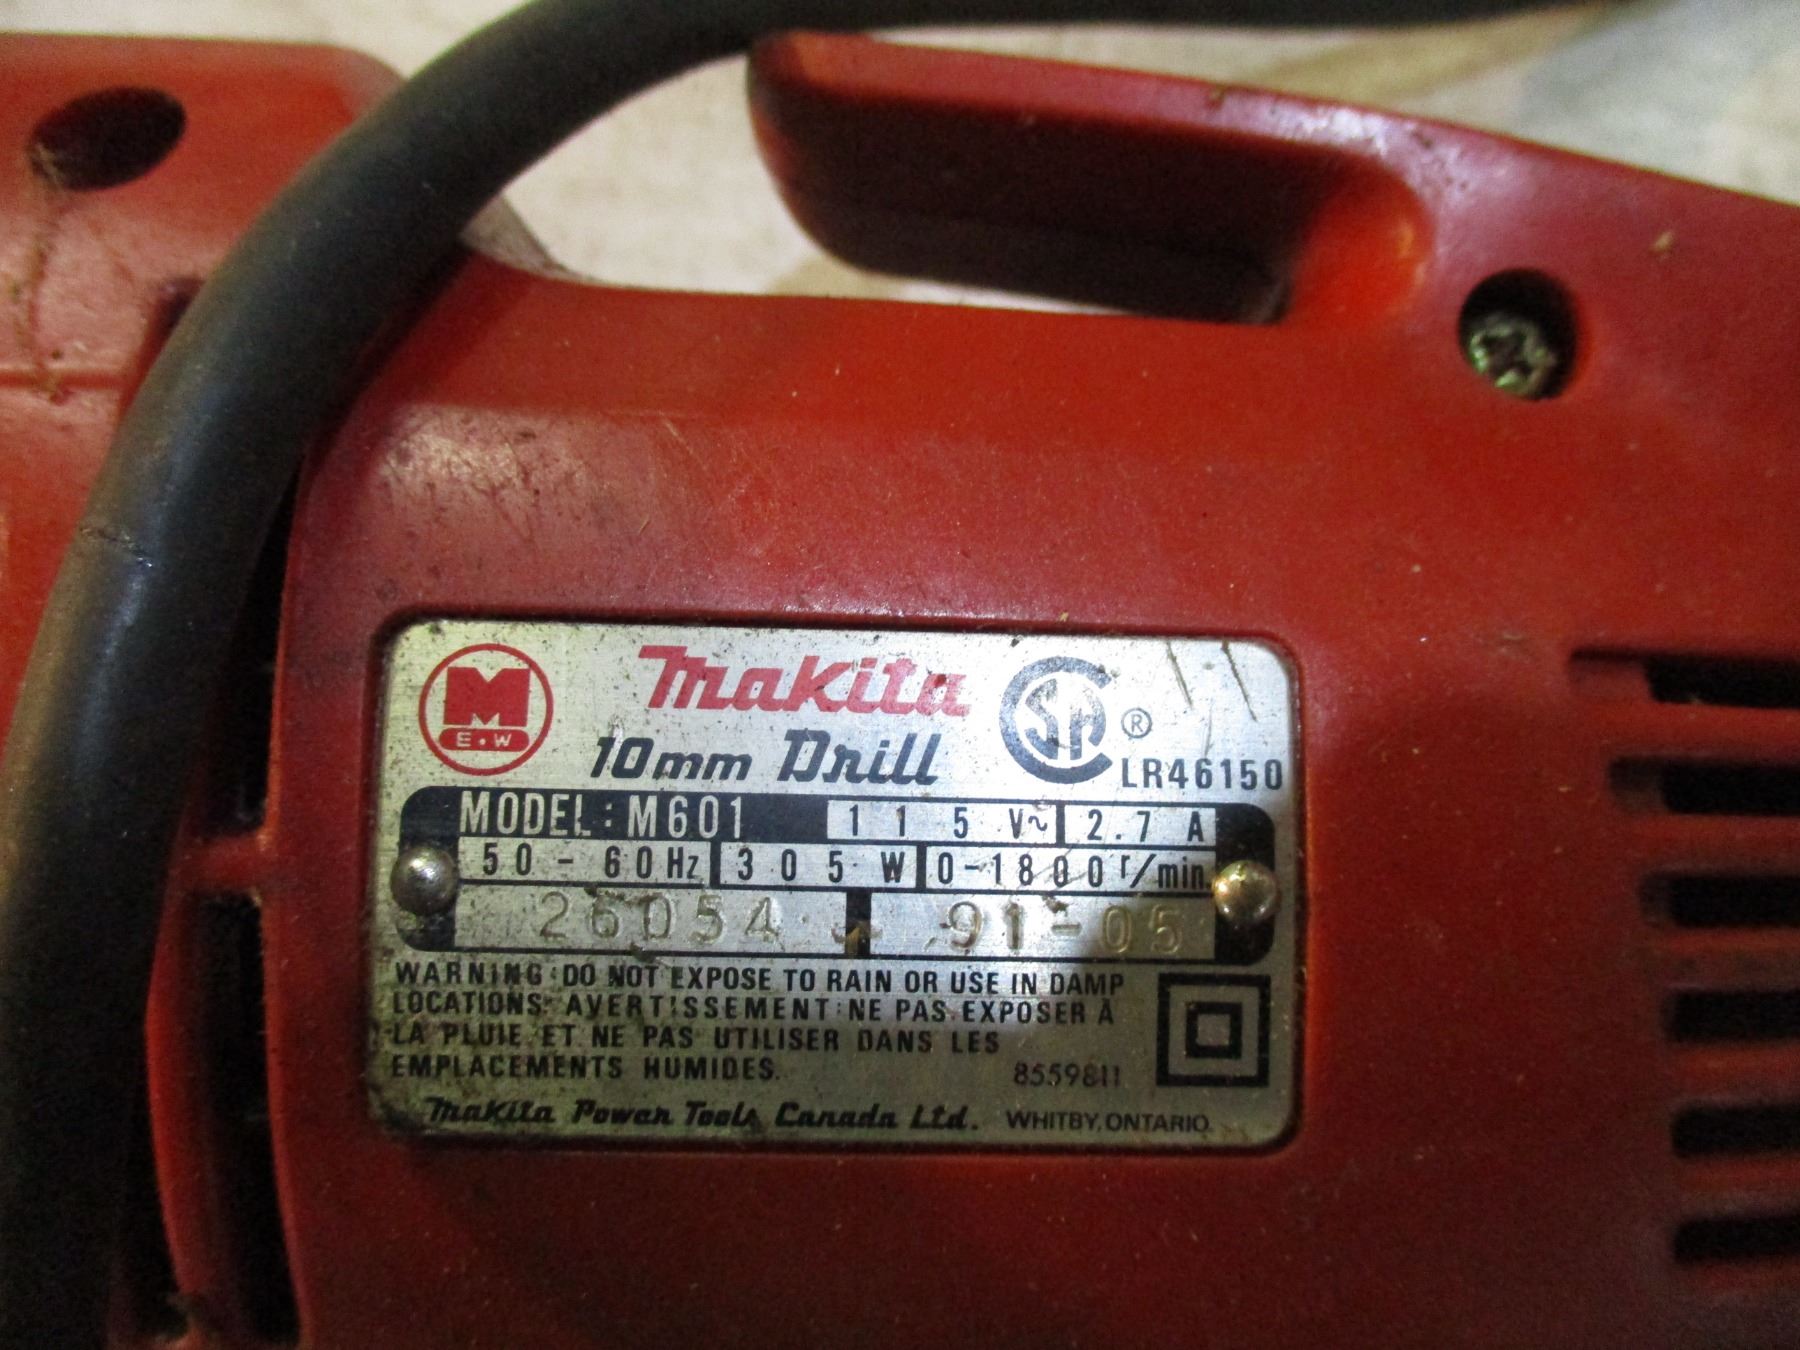 M
E·W
Makita
CSA ®
10mm Drill
LR46150
MODEL: M601 115 V~ 2.7 A
50-60Hz 305 W 0-1800 r/min.
26054 91-05
WARNING: DO NOT EXPOSE TO RAIN OR USE IN DAMP
LOCATIONS. AVERTISSEMENT: NE PAS EXPOSER À
LA PLUIE ET NE PAS UTILISER DANS LES
EMPLACEMENTS HUMIDES.
8559811
Makita Power Tools Canada Ltd. WHITBY, ONTARIO.